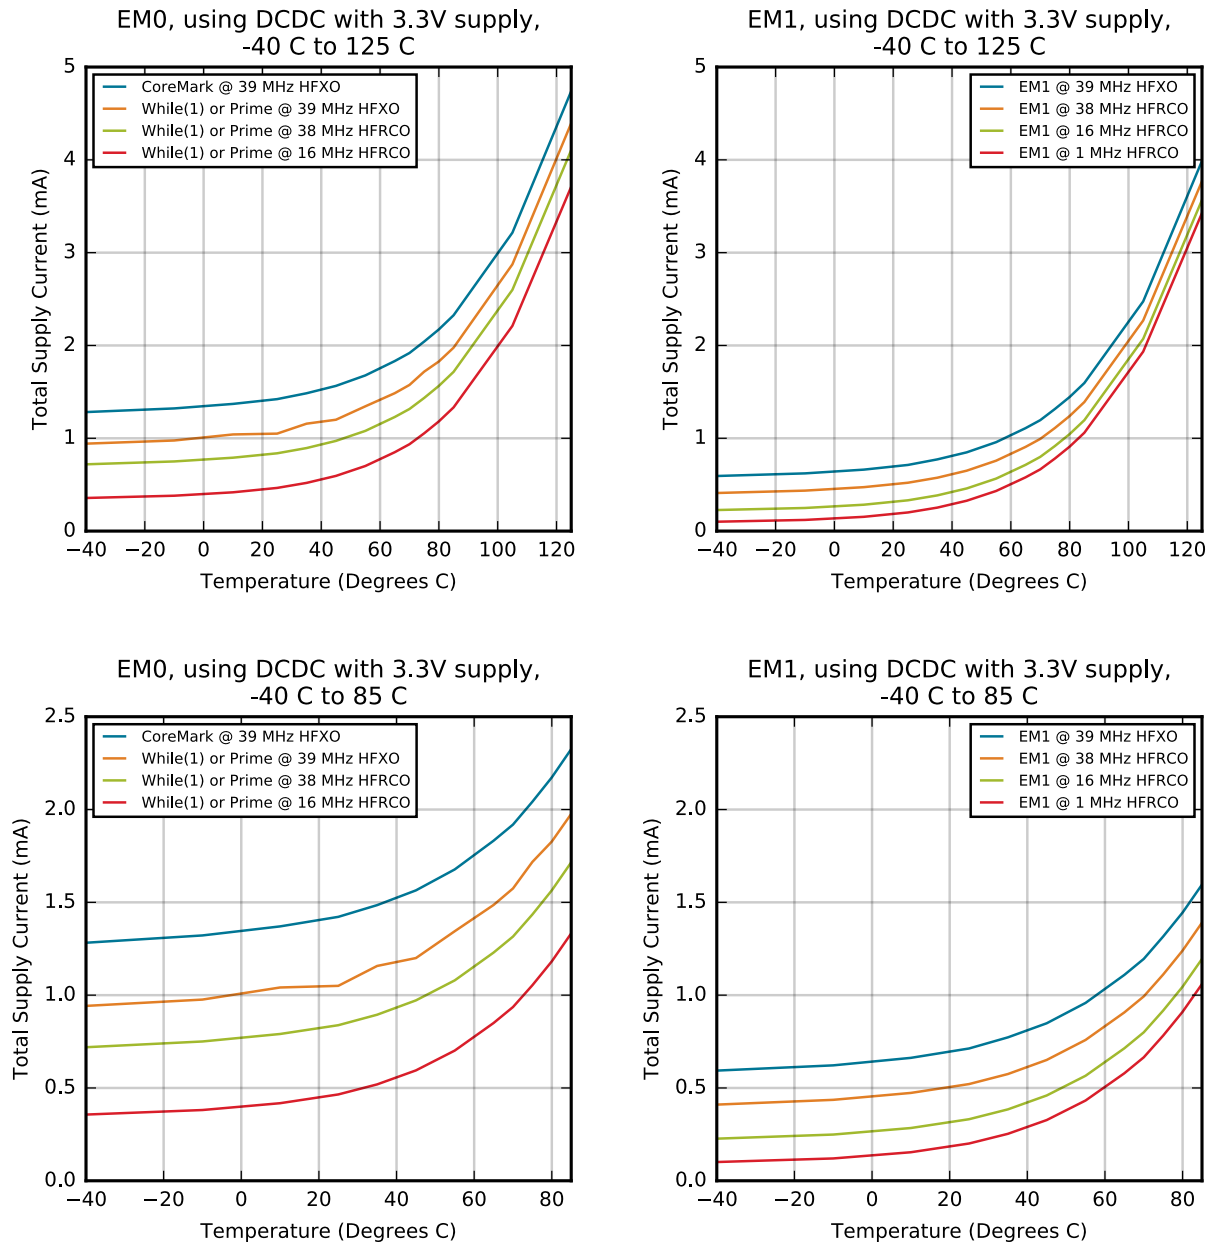 EM0, using DCDC with 3.3V supply,
-40 C to 125 C
5
4
3
2
1
0
Total Supply Current (mA)
CoreMark @ 39 MHz HFXO
While(1) or Prime @ 39 MHz HFXO
While(1) or Prime @ 38 MHz HFRCO
While(1) or Prime @ 16 MHz HFRCO
−40 −20 0 20 40 60 80 100 120
Temperature (Degrees C)
EM1, using DCDC with 3.3V supply,
-40 C to 125 C
5
4
3
2
1
0
Total Supply Current (mA)
EM1 @ 39 MHz HFXO
EM1 @ 38 MHz HFRCO
EM1 @ 16 MHz HFRCO
EM1 @ 1 MHz HFRCO
−40 −20 0 20 40 60 80 100 120
Temperature (Degrees C)
EM0, using DCDC with 3.3V supply,
-40 C to 85 C
2.5
2.0
1.5
1.0
0.5
0.0
Total Supply Current (mA)
CoreMark @ 39 MHz HFXO
While(1) or Prime @ 39 MHz HFXO
While(1) or Prime @ 38 MHz HFRCO
While(1) or Prime @ 16 MHz HFRCO
−40 −20 0 20 40 60 80
Temperature (Degrees C)
EM1, using DCDC with 3.3V supply,
-40 C to 85 C
2.5
2.0
1.5
1.0
0.5
0.0
Total Supply Current (mA)
EM1 @ 39 MHz HFXO
EM1 @ 38 MHz HFRCO
EM1 @ 16 MHz HFRCO
EM1 @ 1 MHz HFRCO
−40 −20 0 20 40 60 80
Temperature (Degrees C)